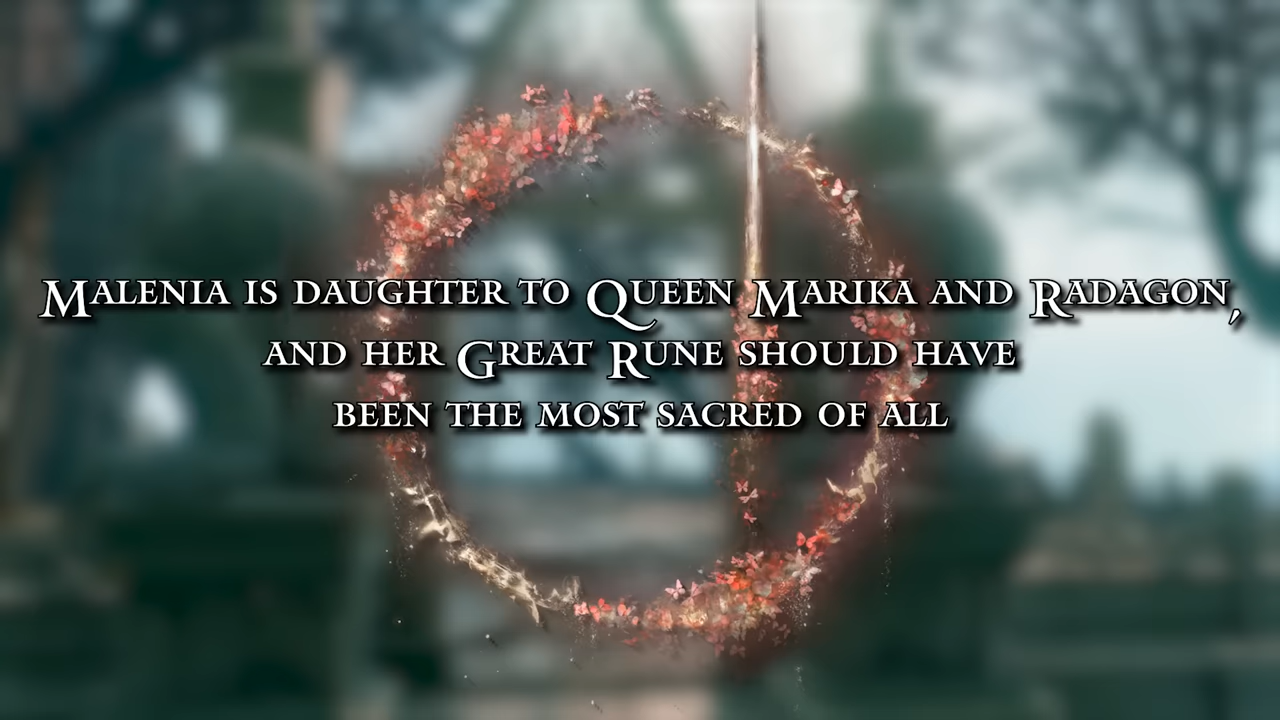 Malenia is daughter to Queen Marika and Radagon,
and her Great Rune should have
been the most sacred of all